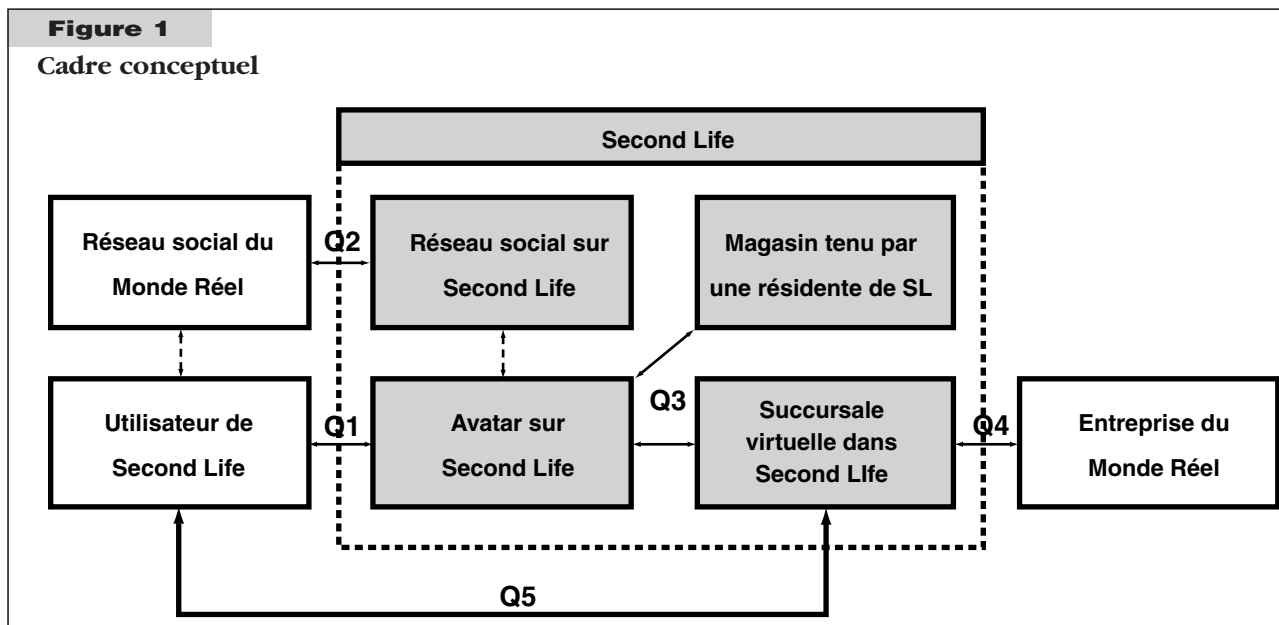 Figure 1
Cadre conceptuel
Second Life
Réseau social du
Monde Réel
Q2
Réseau social sur
Second Life
Magasin tenu par
une résidente de SL
Utilisateur de
Second Life
Q1
Avatar sur
Second Life
Q3
Succursale
virtuelle dans
Second LIfe
Q4
Entreprise du
Monde Réel
Q5